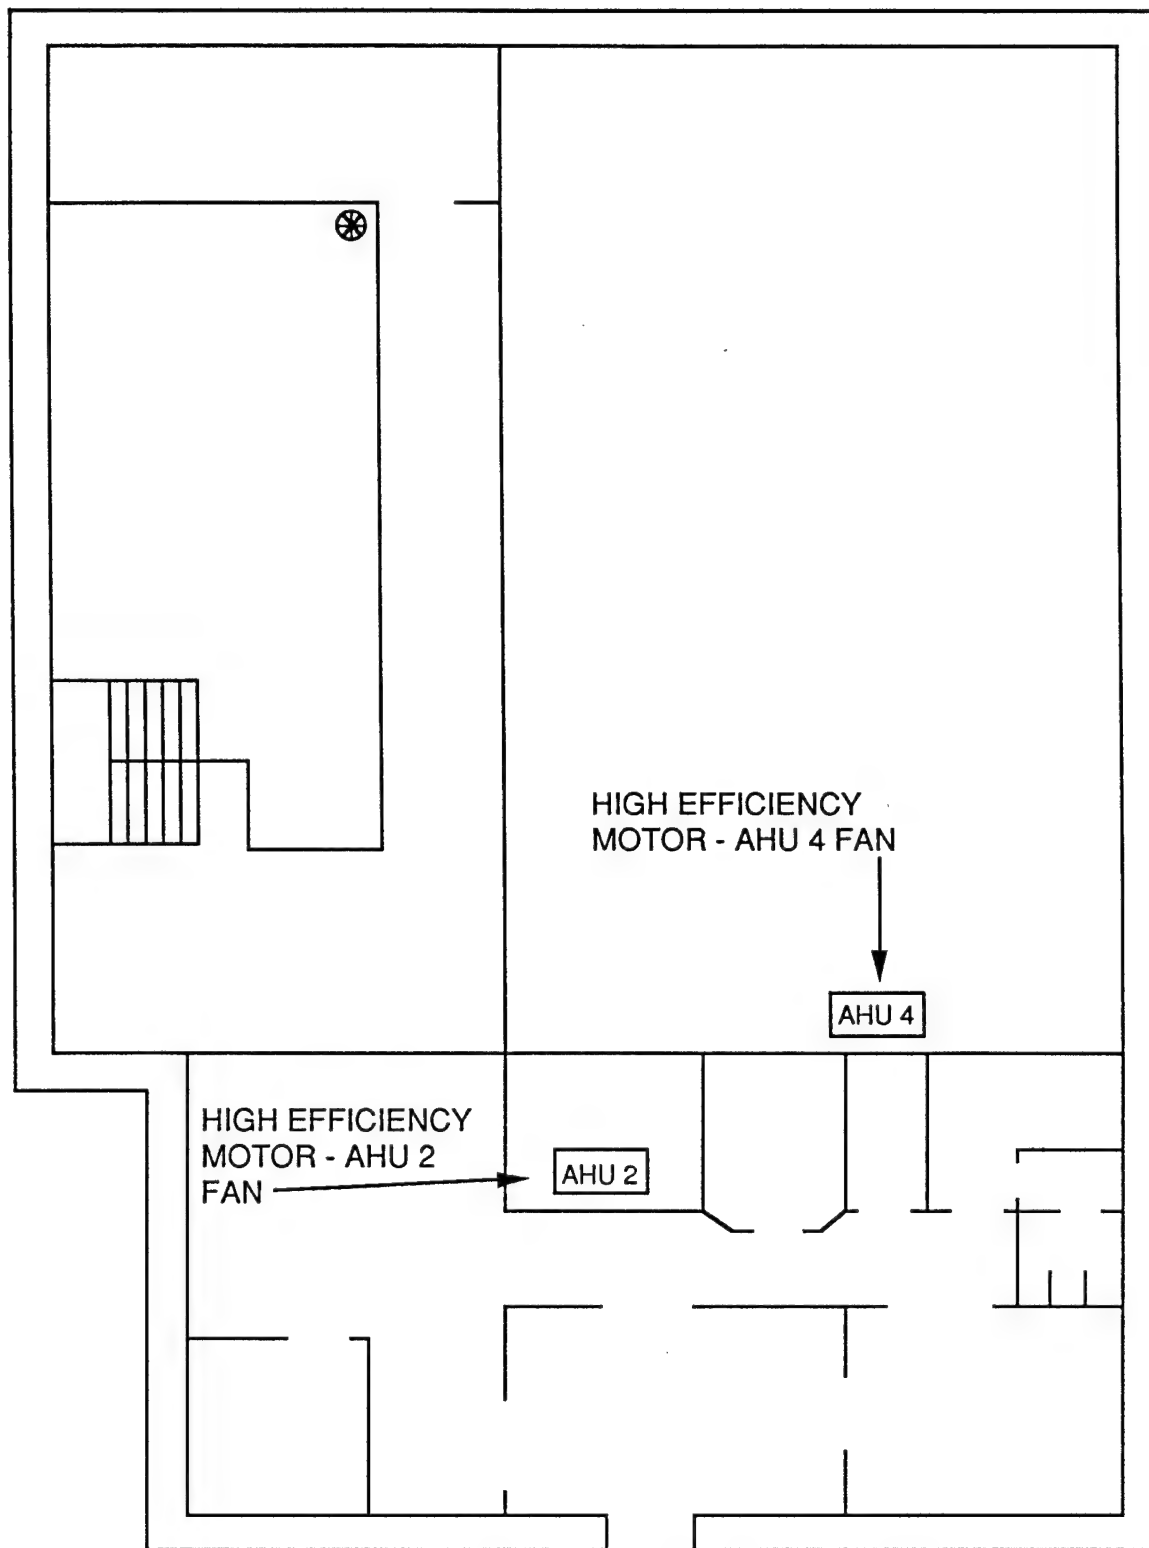 HIGH EFFICIENCY
MOTOR - AHU 4 FAN
AHU 4
HIGH EFFICIENCY
MOTOR - AHU 2
FAN
AHU 2